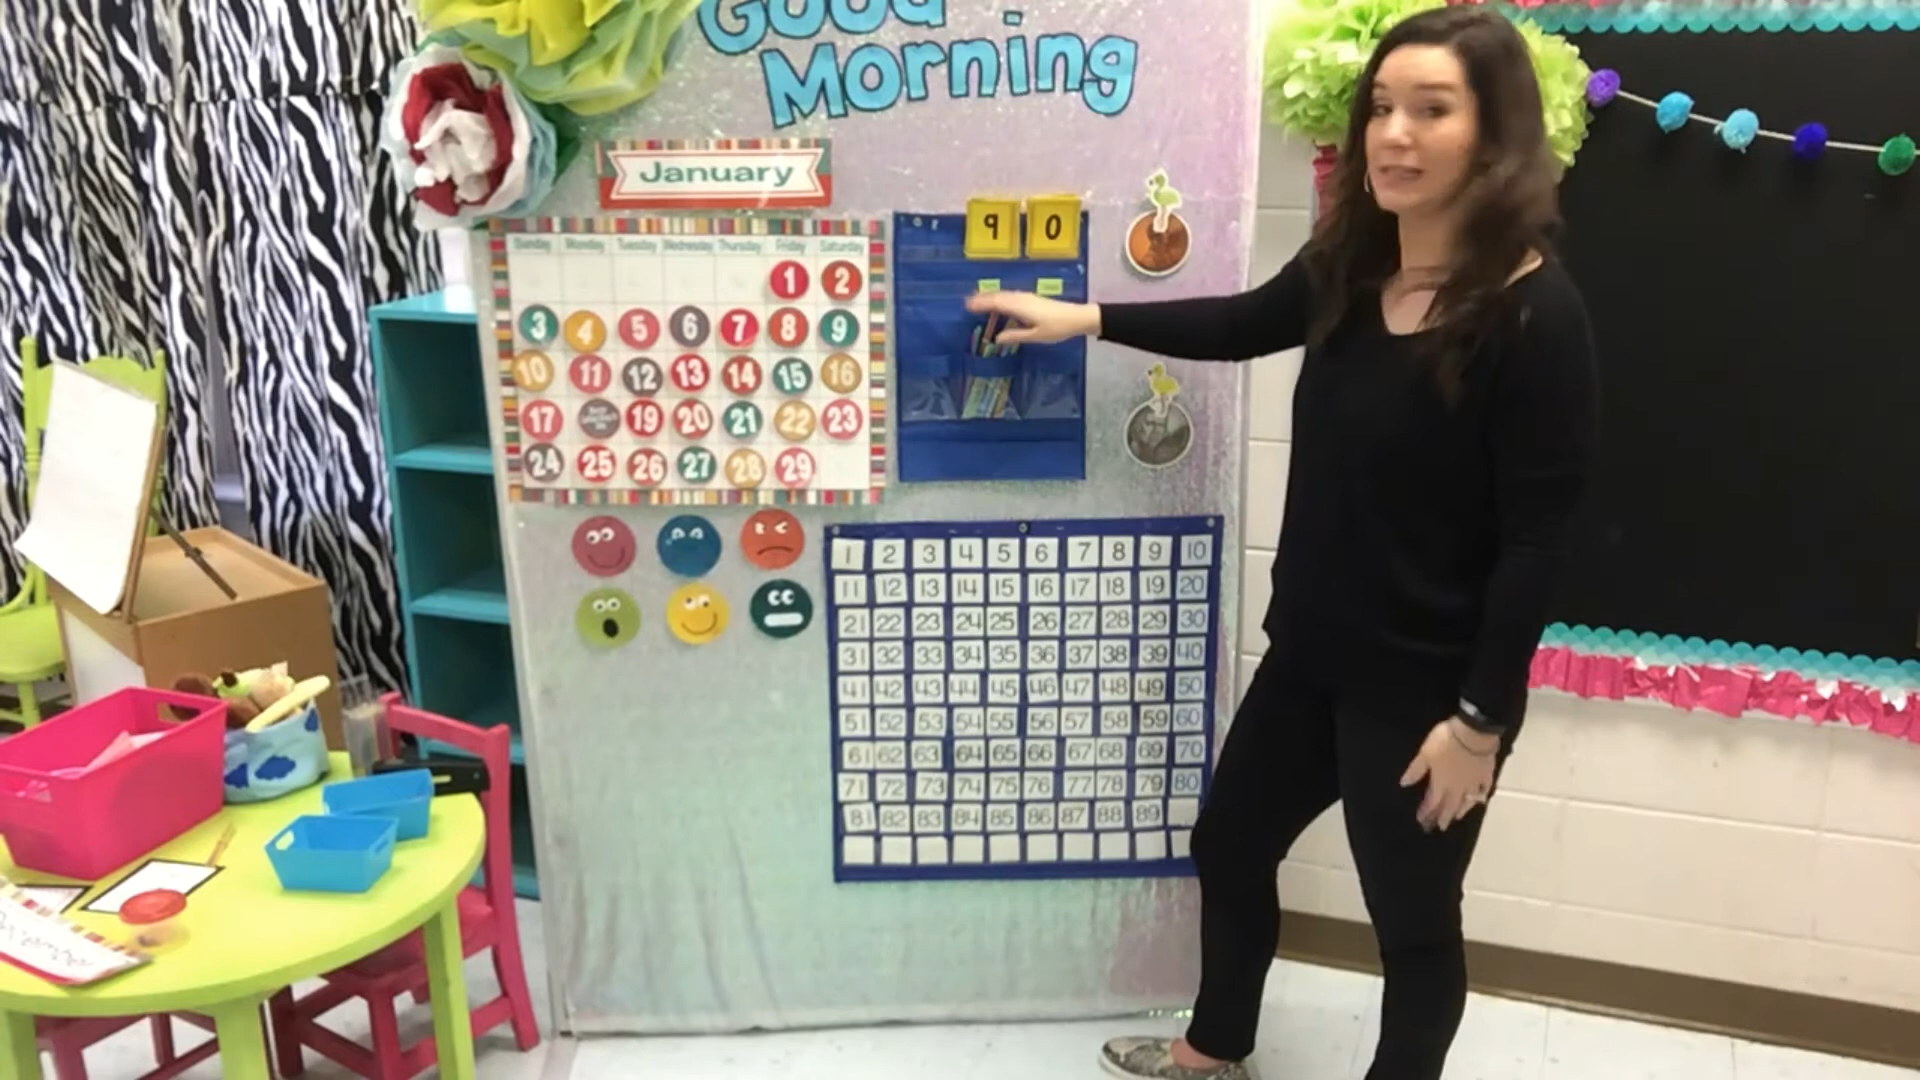 Good
Morning
January
Sunday Monday Tuesday Wednesday Thursday Friday Saturday
1 2
3 4 5 6 7 8 9
10 11 12 13 14 15 16
17 19 20 21 22 23
24 25 26 27 28 29
9 0
1 2 3 4 5 6 7 8 9 10
11 12 13 14 15 16 17 18 19 20
21 22 23 24 25 26 27 28 29 30
31 32 33 34 35 36 37 38 39 40
41 42 43 44 45 46 47 48 49 50
51 52 53 54 55 56 57 58 59 60
61 62 63 64 65 66 67 68 69 70
71 72 73 74 75 76 77 78 79 80
81 82 83 84 85 86 87 88 89
December